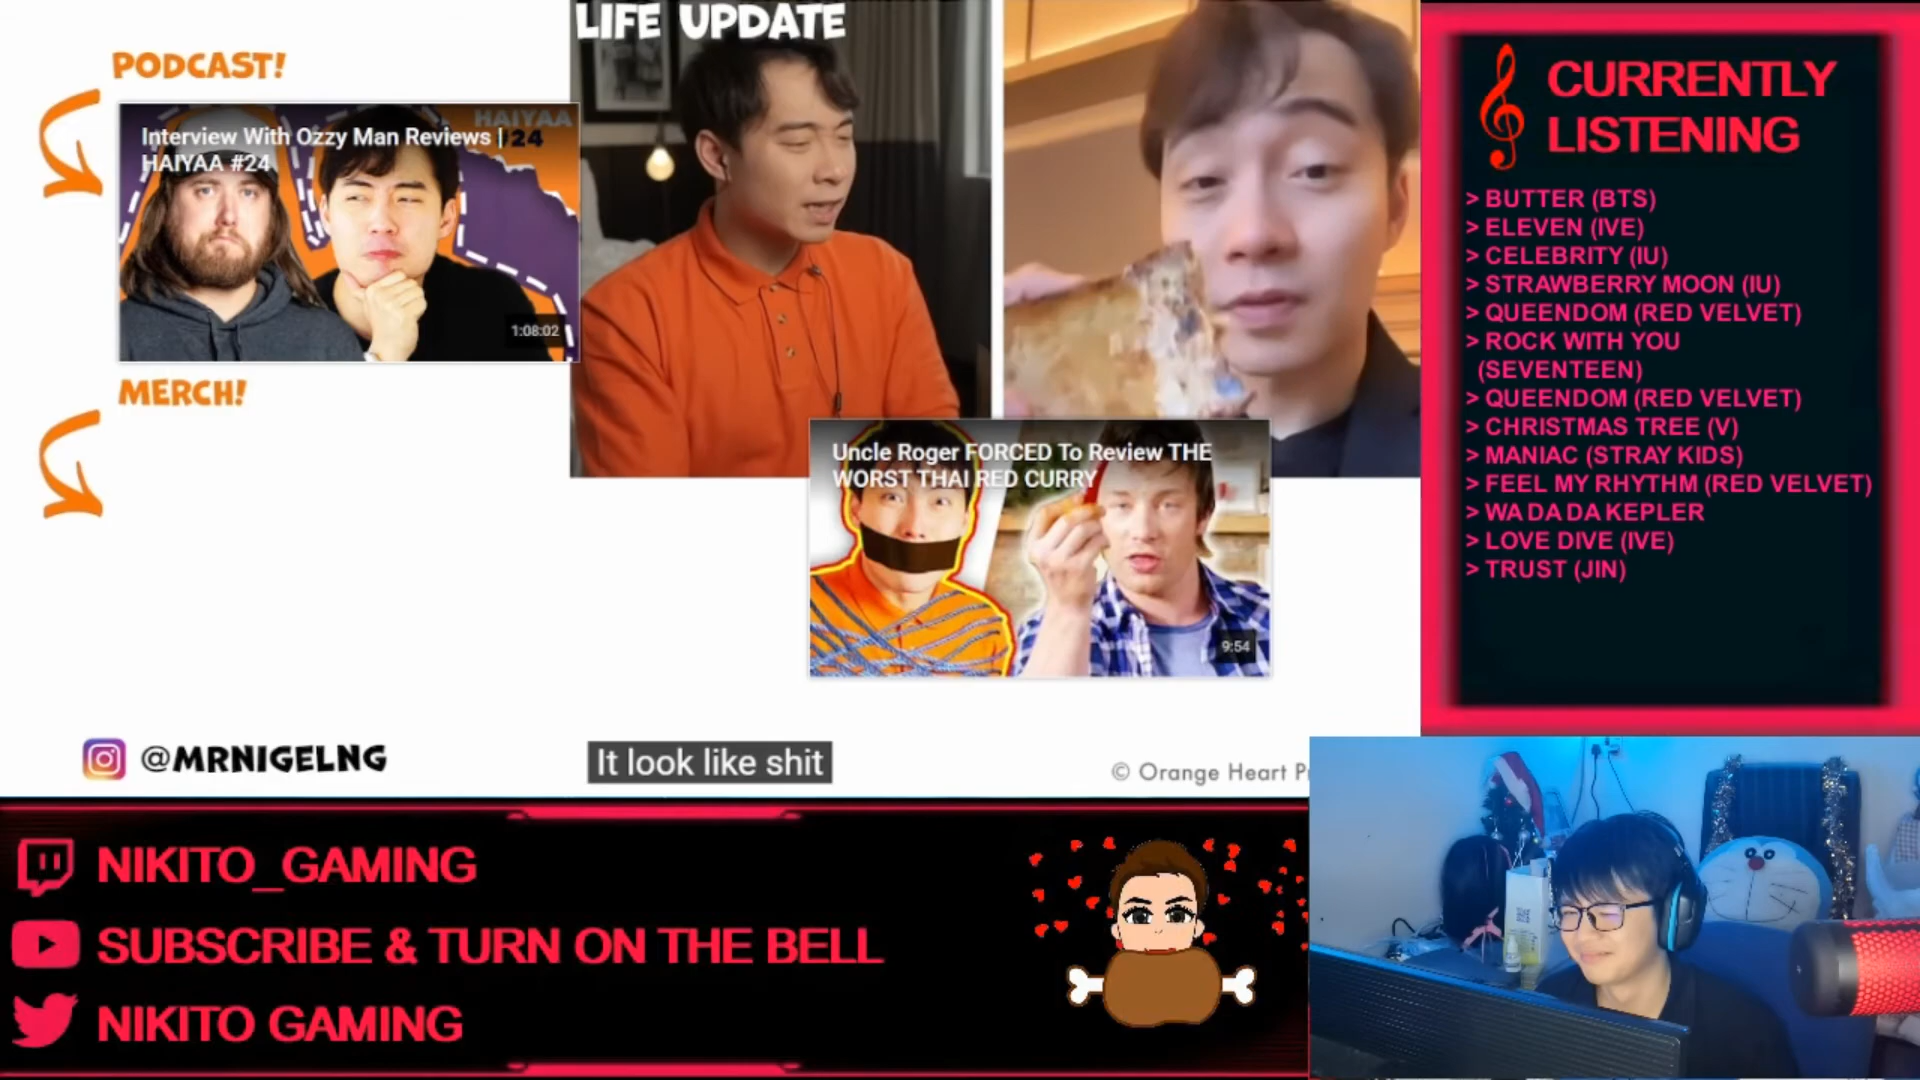 LIFE UPDATE
PODCAST!
HAIYAA
#24
Interview With Ozzy Man Reviews |
HAIYAA #24
1:08:02
MERCH!
Uncle Roger FORCED To Review THE
WORST THAI RED CURRY
9:54
@MRNIGELNG
It look like shit
© Orange Heart
CURRENTLY
LISTENING
> BUTTER (BTS)
> ELEVEN (IVE)
> CELEBRITY (IU)
> STRAWBERRY MOON (IU)
> QUEENDOM (RED VELVET)
> ROCK WITH YOU
(SEVENTEEN)
> QUEENDOM (RED VELVET)
> CHRISTMAS TREE (V)
> MANIAC (STRAY KIDS)
> FEEL MY RHYTHM (RED VELVET)
> WA DA DA KEPLER
> LOVE DIVE (IVE)
> TRUST (JIN)
NIKITO_GAMING
SUBSCRIBE & TURN ON THE BELL
NIKITO GAMING